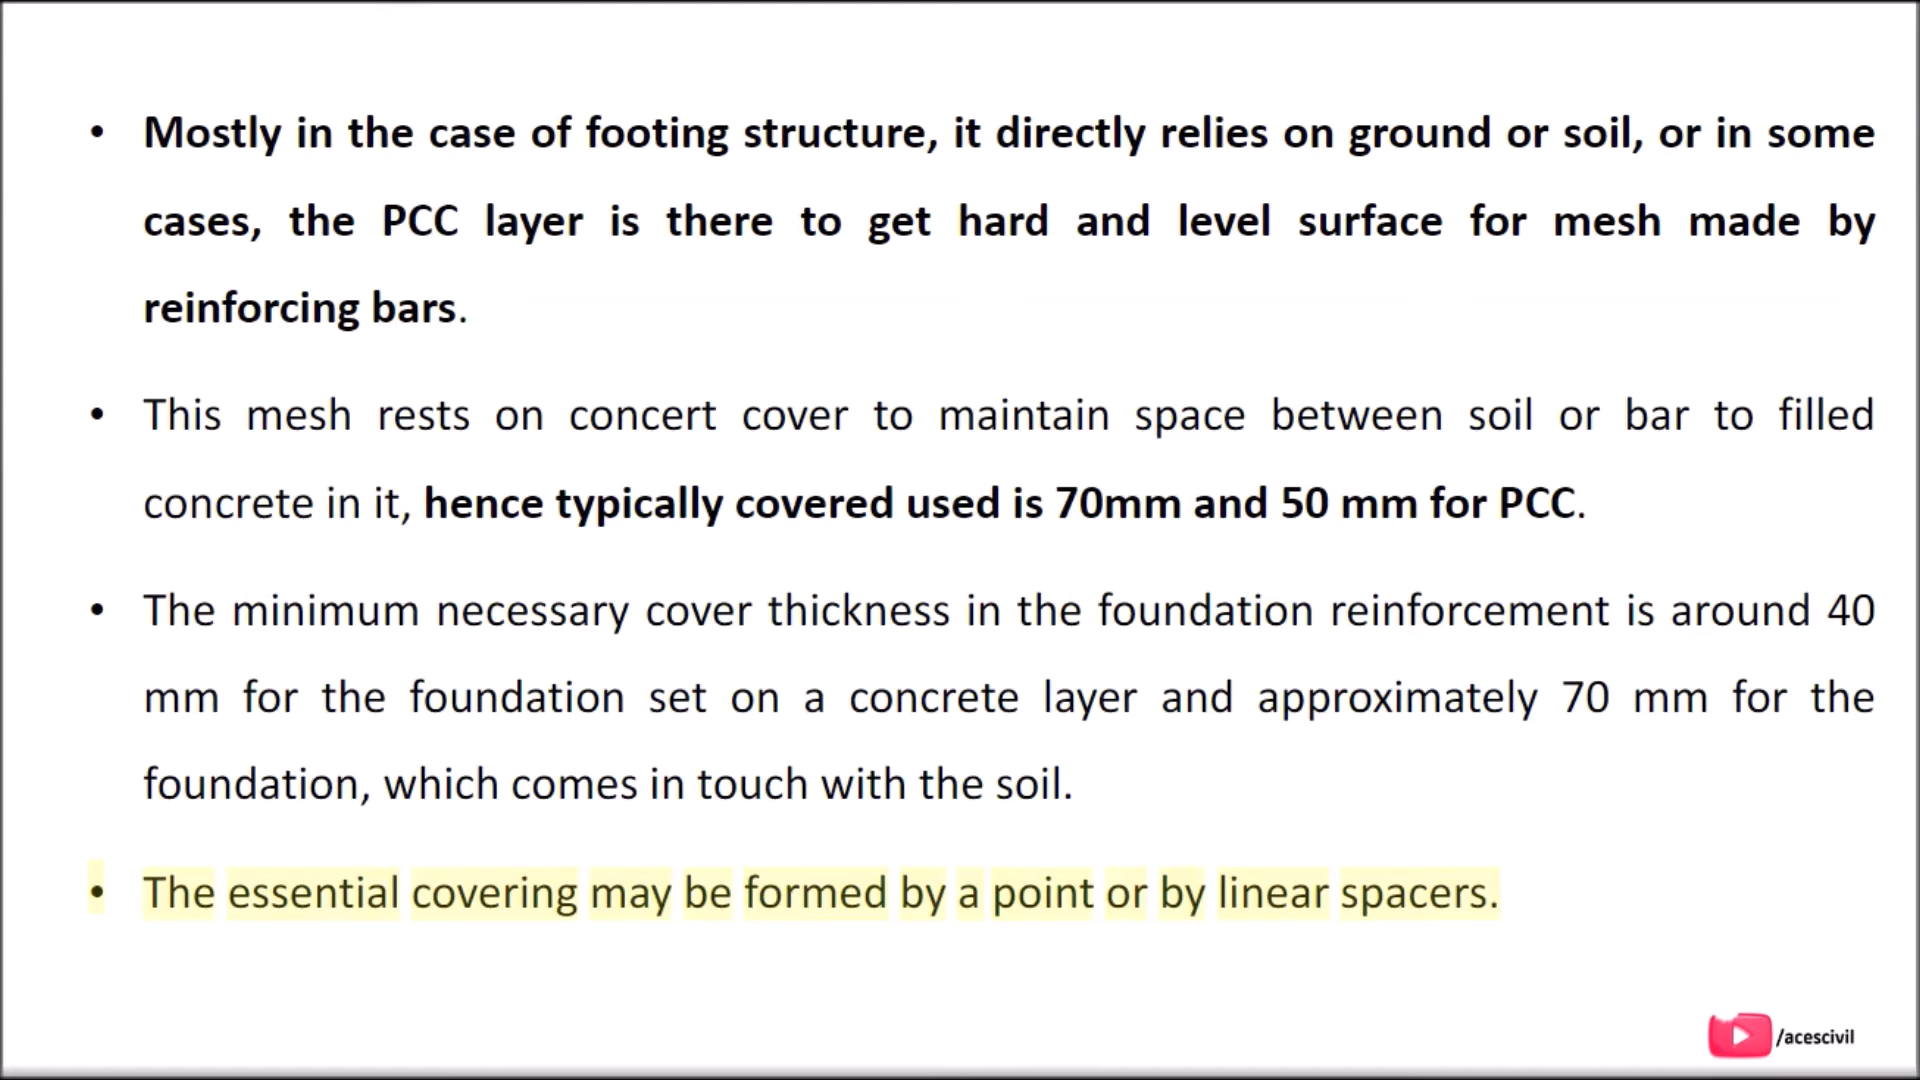 • Mostly in the case of footing structure, it directly relies on ground or soil, or in some
cases, the PCC layer is there to get hard and level surface for mesh made by
reinforcing bars.
• This mesh rests on concert cover to maintain space between soil or bar to filled
concrete in it, hence typically covered used is 70mm and 50 mm for PCC.
• The minimum necessary cover thickness in the foundation reinforcement is around 40
mm for the foundation set on a concrete layer and approximately 70 mm for the
foundation, which comes in touch with the soil.
• The essential covering may be formed by a point or by linear spacers.
/acescivil